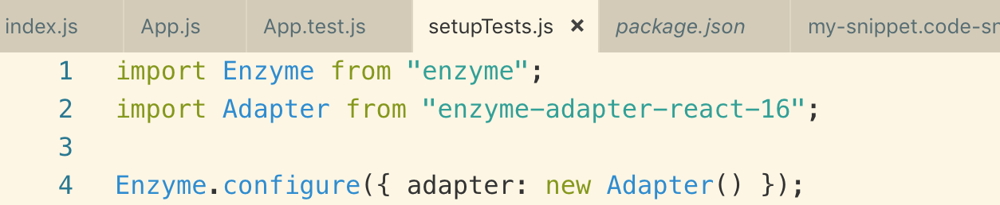 index.js App.js App.test.js setupTests.js × package.json my-snippet.code-sn
1 import Enzyme from "enzyme";
2 import Adapter from "enzyme-adapter-react-16";
3
4 Enzyme.configure({ adapter: new Adapter() });